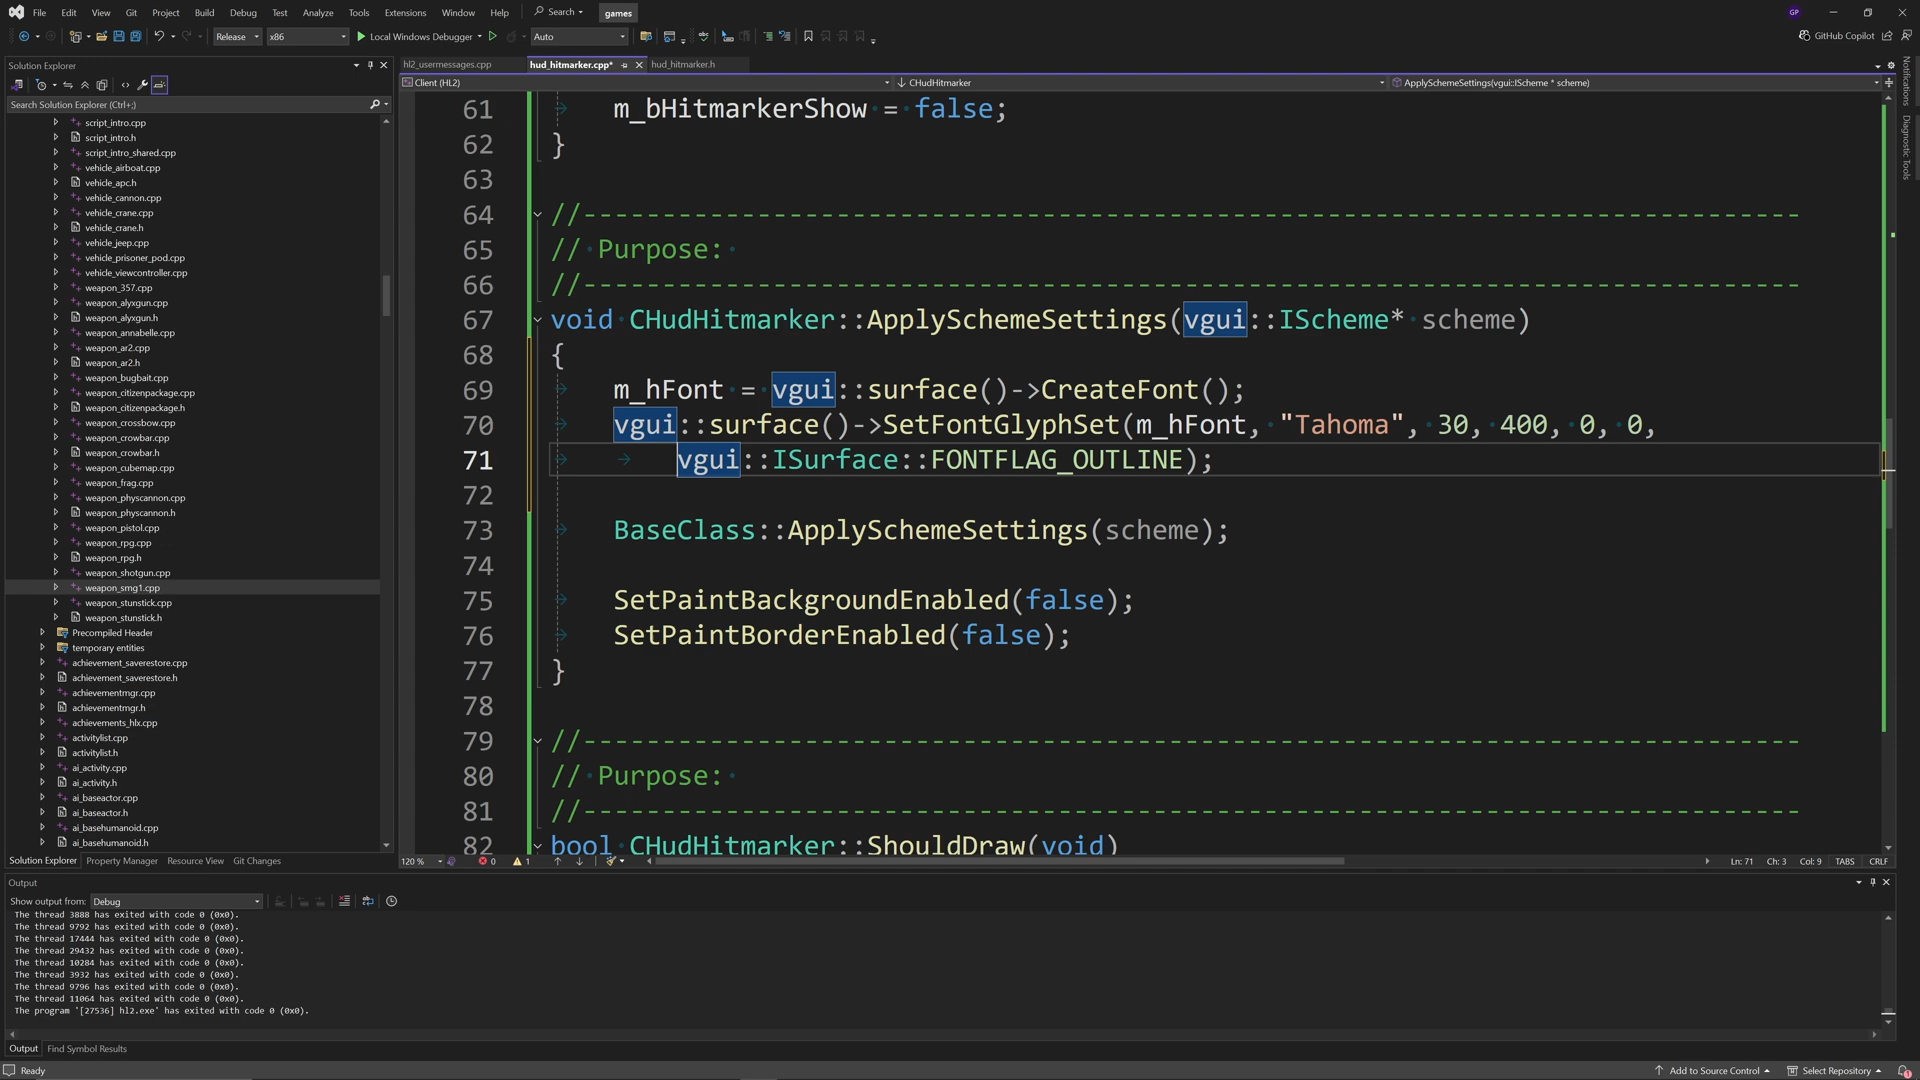 File Edit View Git Project Build Debug Test Analyze Tools Extensions Window Help Search games GP
Release x86 Local Windows Debugger Auto GitHub Copilot
Solution Explorer
Search Solution Explorer (Ctrl+;)
script_intro.cpp
script_intro.h
script_intro_shared.cpp
vehicle_airboat.cpp
vehicle_apc.h
vehicle_cannon.cpp
vehicle_crane.cpp
vehicle_crane.h
vehicle_jeep.cpp
vehicle_prisoner_pod.cpp
vehicle_viewcontroller.cpp
weapon_357.cpp
weapon_alyxgun.cpp
weapon_alyxgun.h
weapon_annabelle.cpp
weapon_ar2.cpp
weapon_ar2.h
weapon_bugbait.cpp
weapon_citizenpackage.cpp
weapon_citizenpackage.h
weapon_crossbow.cpp
weapon_crowbar.cpp
weapon_crowbar.h
weapon_cubemap.cpp
weapon_frag.cpp
weapon_physcannon.cpp
weapon_physcannon.h
weapon_pistol.cpp
weapon_rpg.cpp
weapon_rpg.h
weapon_shotgun.cpp
weapon_smg1.cpp
weapon_stunstick.cpp
weapon_stunstick.h
Precompiled Header
temporary entities
achievement_saverestore.cpp
achievement_saverestore.h
achievementmgr.cpp
achievementmgr.h
achievements_hlx.cpp
activitylist.cpp
activitylist.h
ai_activity.cpp
ai_activity.h
ai_baseactor.cpp
ai_baseactor.h
ai_basehumanoid.cpp
ai_basehumanoid.h
Solution Explorer Property Manager Resource View Git Changes
hl2_usermessages.cpp hud_hitmarker.cpp* hud_hitmarker.h
Client (HL2) CHudHitmarker ApplySchemeSettings(vgui::IScheme * scheme)
61 m_bHitmarkerShow = false;
62 }
63
64 //-----------------------------------------------------------------------------
65 // Purpose:
66 //-----------------------------------------------------------------------------
67 void CHudHitmarker::ApplySchemeSettings(vgui::IScheme* scheme)
68 {
69 m_hFont = vgui::surface()->CreateFont();
70 vgui::surface()->SetFontGlyphSet(m_hFont, "Tahoma", 30, 400, 0, 0,
71 vgui::ISurface::FONTFLAG_OUTLINE);
72
73 BaseClass::ApplySchemeSettings(scheme);
74
75 SetPaintBackgroundEnabled(false);
76 SetPaintBorderEnabled(false);
77 }
78
79 //-----------------------------------------------------------------------------
80 // Purpose:
81 //-----------------------------------------------------------------------------
82 bool CHudHitmarker::ShouldDraw(void)
120 % 0 1 Ln: 71 Ch: 3 Col: 9 TABS CRLF
Notifications
Diagnostic Tools
Output
Show output from: Debug
The thread 3888 has exited with code 0 (0x0).
The thread 9792 has exited with code 0 (0x0).
The thread 17444 has exited with code 0 (0x0).
The thread 29432 has exited with code 0 (0x0).
The thread 10284 has exited with code 0 (0x0).
The thread 3932 has exited with code 0 (0x0).
The thread 9796 has exited with code 0 (0x0).
The thread 11064 has exited with code 0 (0x0).
The program '[27536] hl2.exe' has exited with code 0 (0x0).
Output Find Symbol Results
Ready Add to Source Control Select Repository 1